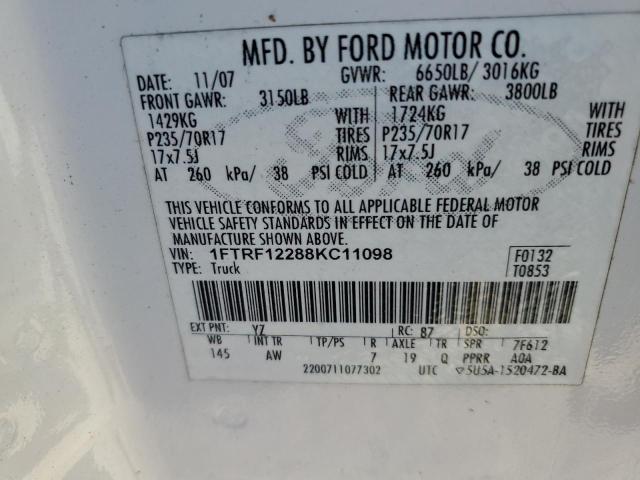 MFD. BY FORD MOTOR CO.
DATE: 11/07 GVWR: 6650LB/ 3016KG
FRONT GAWR: 3150LB REAR GAWR: 3800LB
1429KG WITH 1724KG WITH
P235/70R17 TIRES P235/70R17 TIRES
17x7.5J RIMS 17x7.5J RIMS
AT 260 kPa/ 38 PSI COLD AT 260 kPa/ 38 PSI COLD
THIS VEHICLE CONFORMS TO ALL APPLICABLE FEDERAL MOTOR
VEHICLE SAFETY STANDARDS IN EFFECT ON THE DATE OF
MANUFACTURE SHOWN ABOVE.
VIN: 1FTRF12288KC11098 F0132
TYPE: Truck T0853
EXT PNT: YZ RC: 87 DSO:
WB INT TR TP/PS R AXLE TR SPR 7F612
145 AW 7 19 Q PPRR A0A
2200711077302 UTC ▽5U5A-1520472-BA
Ford